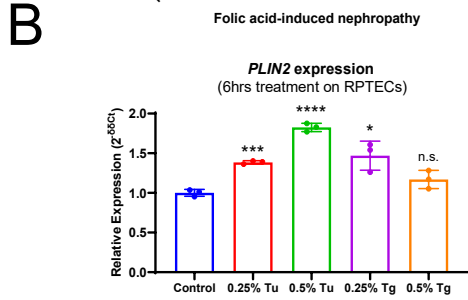 B
Folic acid-induced nephropathy
PLIN2 expression
(6hrs treatment on RPTECs)
Relative Expression (2^-δδCt)
2.0
1.5
1.0
0.5
0.0
***
****
*
n.s.
Control 0.25% Tu 0.5% Tu 0.25% Tg 0.5% Tg